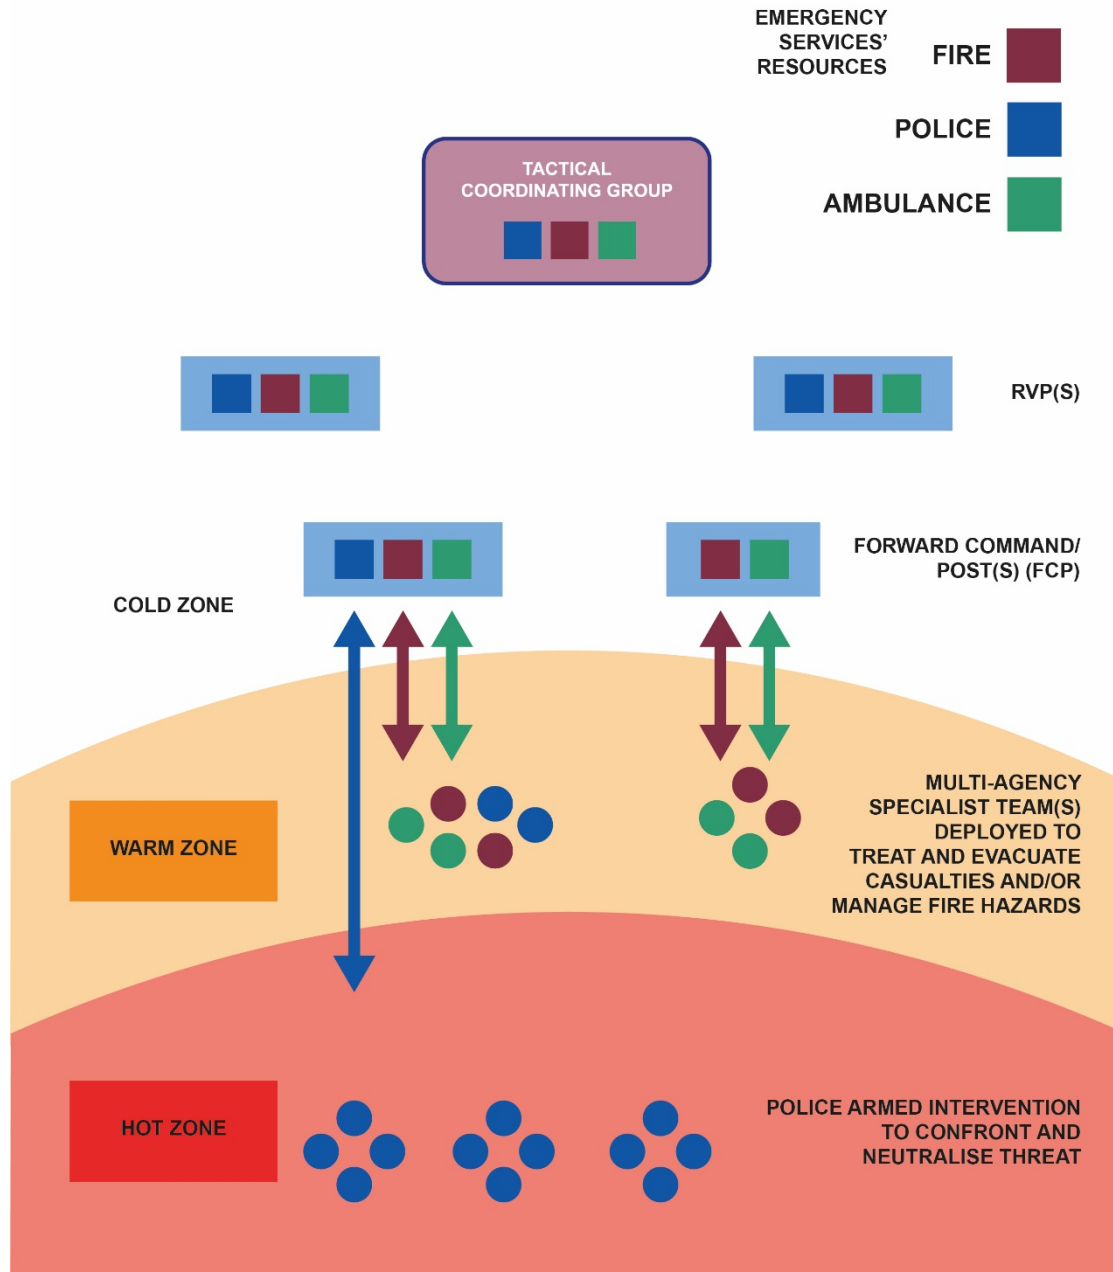 EMERGENCY
SERVICES'
RESOURCES
FIRE
POLICE
AMBULANCE
TACTICAL
COORDINATING GROUP
RVP(S)
FORWARD COMMAND/
POST(S) (FCP)
COLD ZONE
WARM ZONE
MULTI-AGENCY
SPECIALIST TEAM(S)
DEPLOYED TO
TREAT AND EVACUATE
CASUALTIES AND/OR
MANAGE FIRE HAZARDS
HOT ZONE
POLICE ARMED INTERVENTION
TO CONFRONT AND
NEUTRALISE THREAT